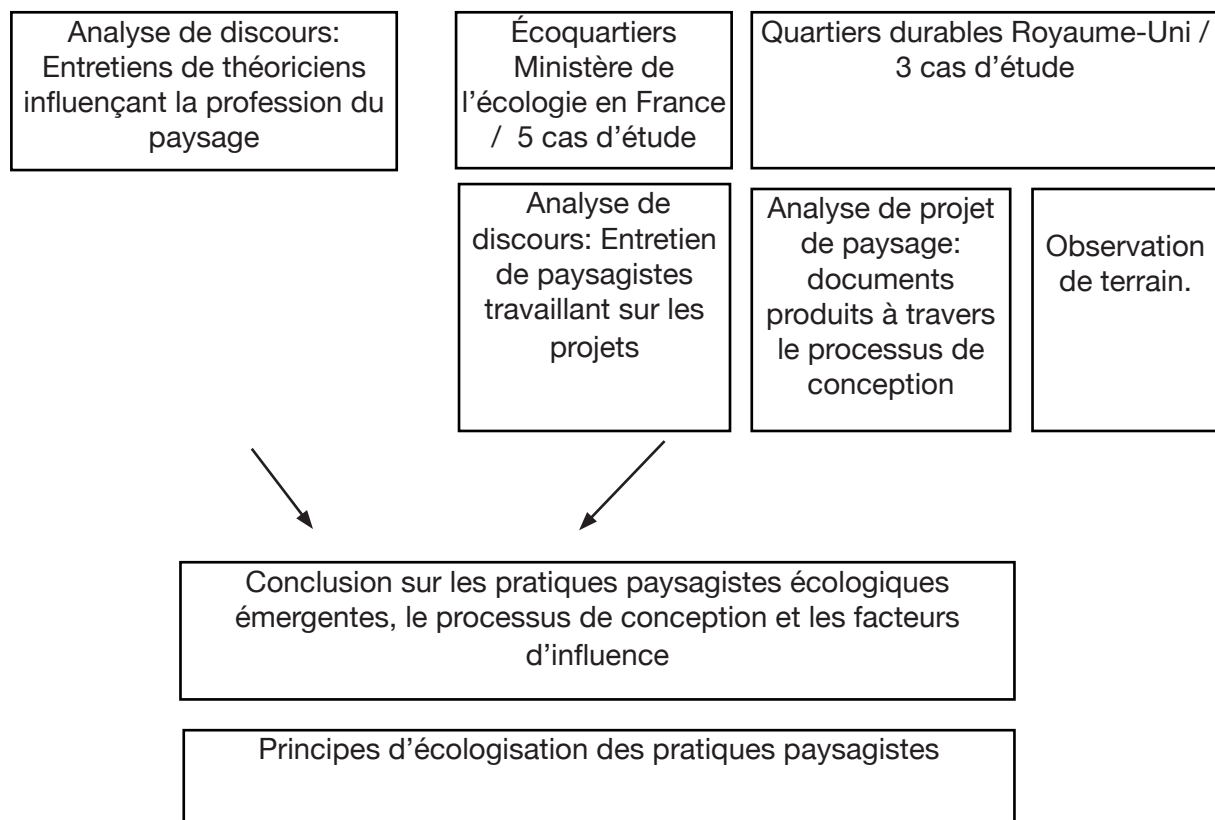 Analyse de discours:
Entretiens de théoriciens
influençant la profession du
paysage
Écoquartiers
Ministère de
l’écologie en France
/  5 cas d’étude
Quartiers durables Royaume-Uni /
3 cas d’étude
Analyse de
discours: Entretien
de paysagistes
travaillant sur les
projets
Analyse de projet
de paysage:
documents
produits à travers
le processus de
conception
Observation
de terrain.
Conclusion sur les pratiques paysagistes écologiques
émergentes, le processus de conception et les facteurs
d’influence
Principes d’écologisation des pratiques paysagistes